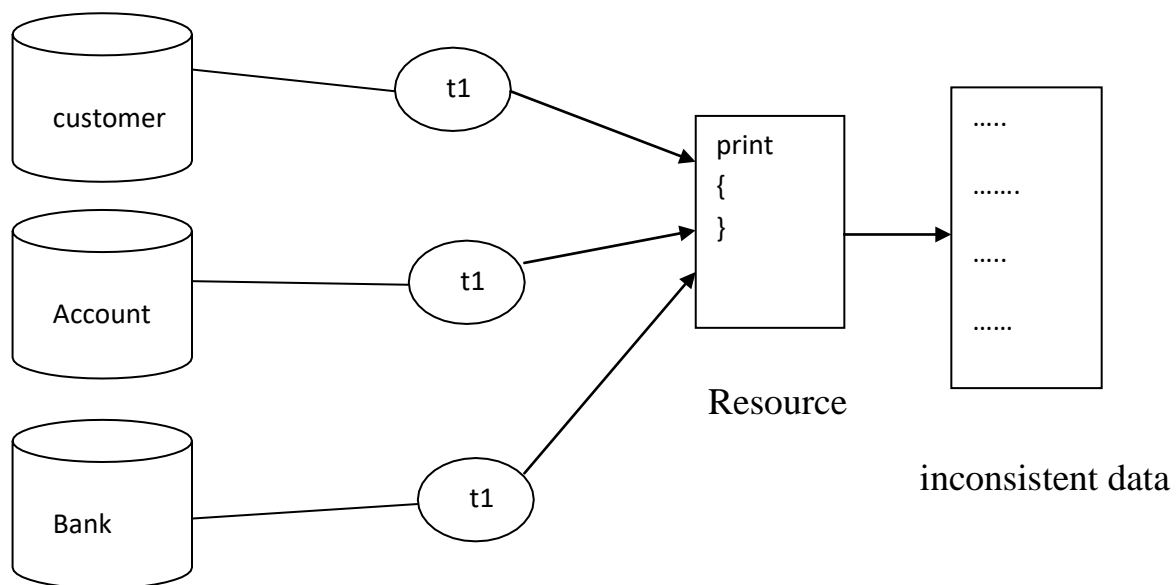 customer
t1
print
{
}
…..
…….
…..
……
Account
t1
Resource
Bank
t1
inconsistent data